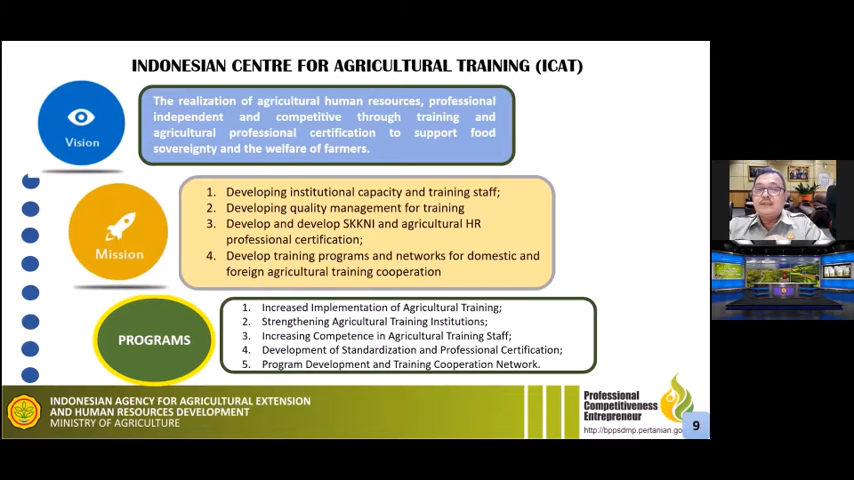 INDONESIAN CENTRE FOR AGRICULTURAL TRAINING (ICAT)
Vision
The realization of agricultural human resources, professional
independent and competitive through training and
agricultural professional certification to support food
sovereignty and the welfare of farmers.
Mission
1. Developing institutional capacity and training staff;
2. Developing quality management for training
3. Develop and develop SKKNI and agricultural HR
professional certification;
4. Develop training programs and networks for domestic and
foreign agricultural training cooperation
PROGRAMS
1. Increased Implementation of Agricultural Training;
2. Strengthening Agricultural Training Institutions;
3. Increasing Competence in Agricultural Training Staff;
4. Development of Standardization and Professional Certification;
5. Program Development and Training Cooperation Network.
INDONESIAN AGENCY FOR AGRICULTURAL EXTENSION
AND HUMAN RESOURCES DEVELOPMENT
MINISTRY OF AGRICULTURE
Professional
Competitiveness
Entrepreneur
http://bppsdmp.pertanian.go
9